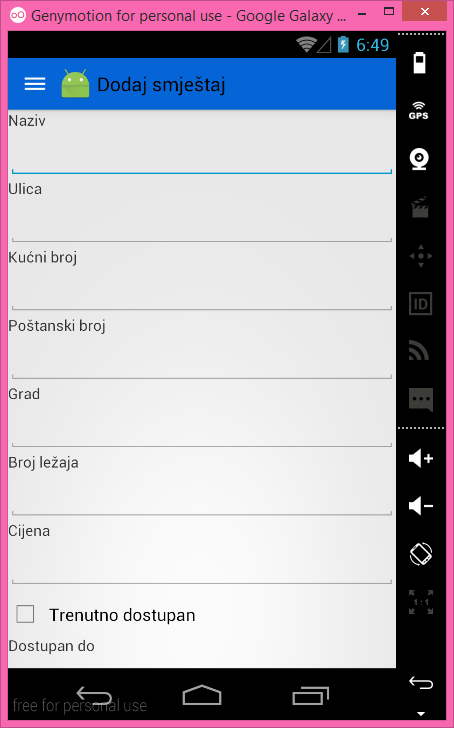 Genymotion for personal use - Google Galaxy ...
6:49
Dodaj smještaj
GPS
Naziv
Ulica
Kućni broj
ID
Poštanski broj
Grad
Broj ležaja
Cijena
1:1
Trenutno dostupan
Dostupan do
free for personal use